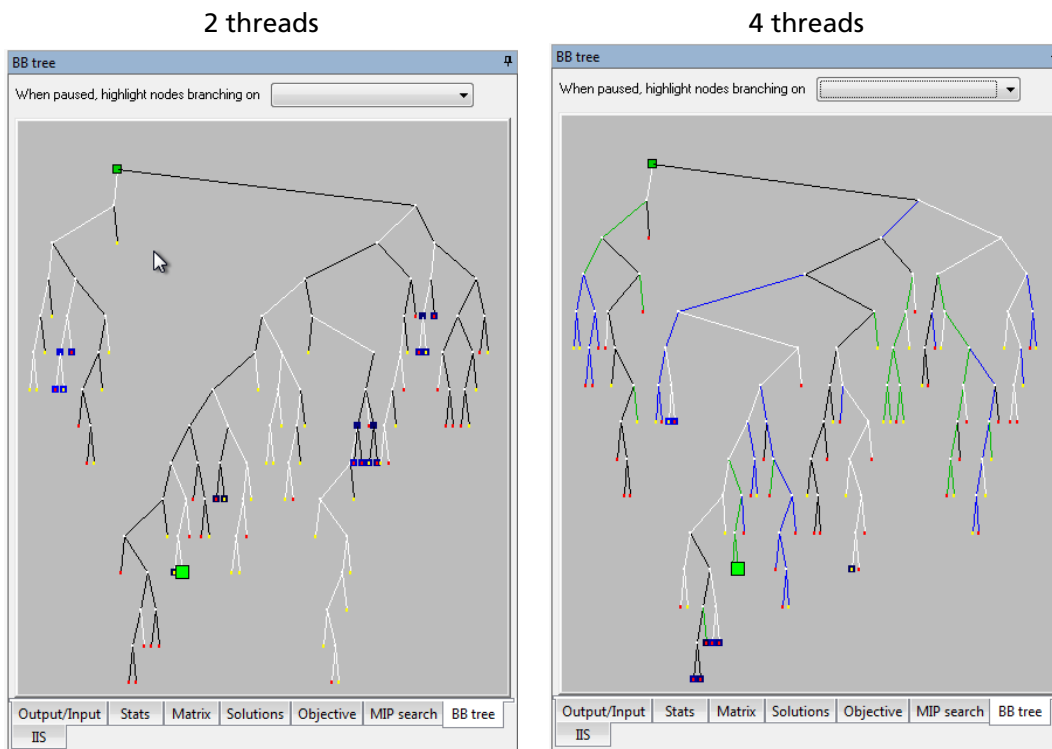 2 threads
4 threads
BB tree
When paused, highlight nodes branching on
Output/Input Stats Matrix Solutions Objective MIP search BB tree
IIS
BB tree
When paused, highlight nodes branching on
Output/Input Stats Matrix Solutions Objective MIP search BB tree
IIS